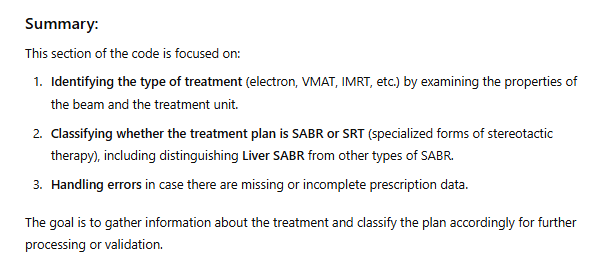 Summary:
This section of the code is focused on:
1. Identifying the type of treatment (electron, VMAT, IMRT, etc.) by examining the properties of
the beam and the treatment unit.
2. Classifying whether the treatment plan is SABR or SRT (specialized forms of stereotactic
therapy), including distinguishing Liver SABR from other types of SABR.
3. Handling errors in case there are missing or incomplete prescription data.
The goal is to gather information about the treatment and classify the plan accordingly for further
processing or validation.